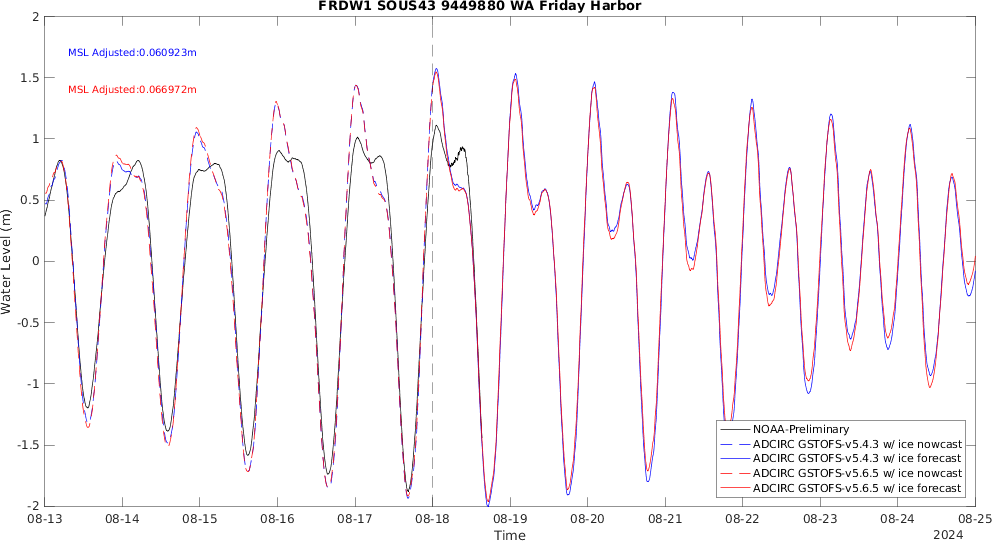 FRDW1 SOUS43 9449880 WA Friday Harbor
MSL Adjusted:0.060923m
MSL Adjusted:0.066972m
Water Level (m)
2
1.5
1
0.5
0
-0.5
-1
-1.5
-2
NOAA-Preliminary
ADCIRC GSTOFS-v5.4.3 w/ice nowcast
ADCIRC GSTOFS-v5.4.3 w/ice forecast
ADCIRC GSTOFS-v5.6.5 w/ice nowcast
ADCIRC GSTOFS-v5.6.5 w/ice forecast
08-13 08-14 08-15 08-16 08-17 08-18 08-19 08-20 08-21 08-22 08-23 08-24 08-25
Time
2024